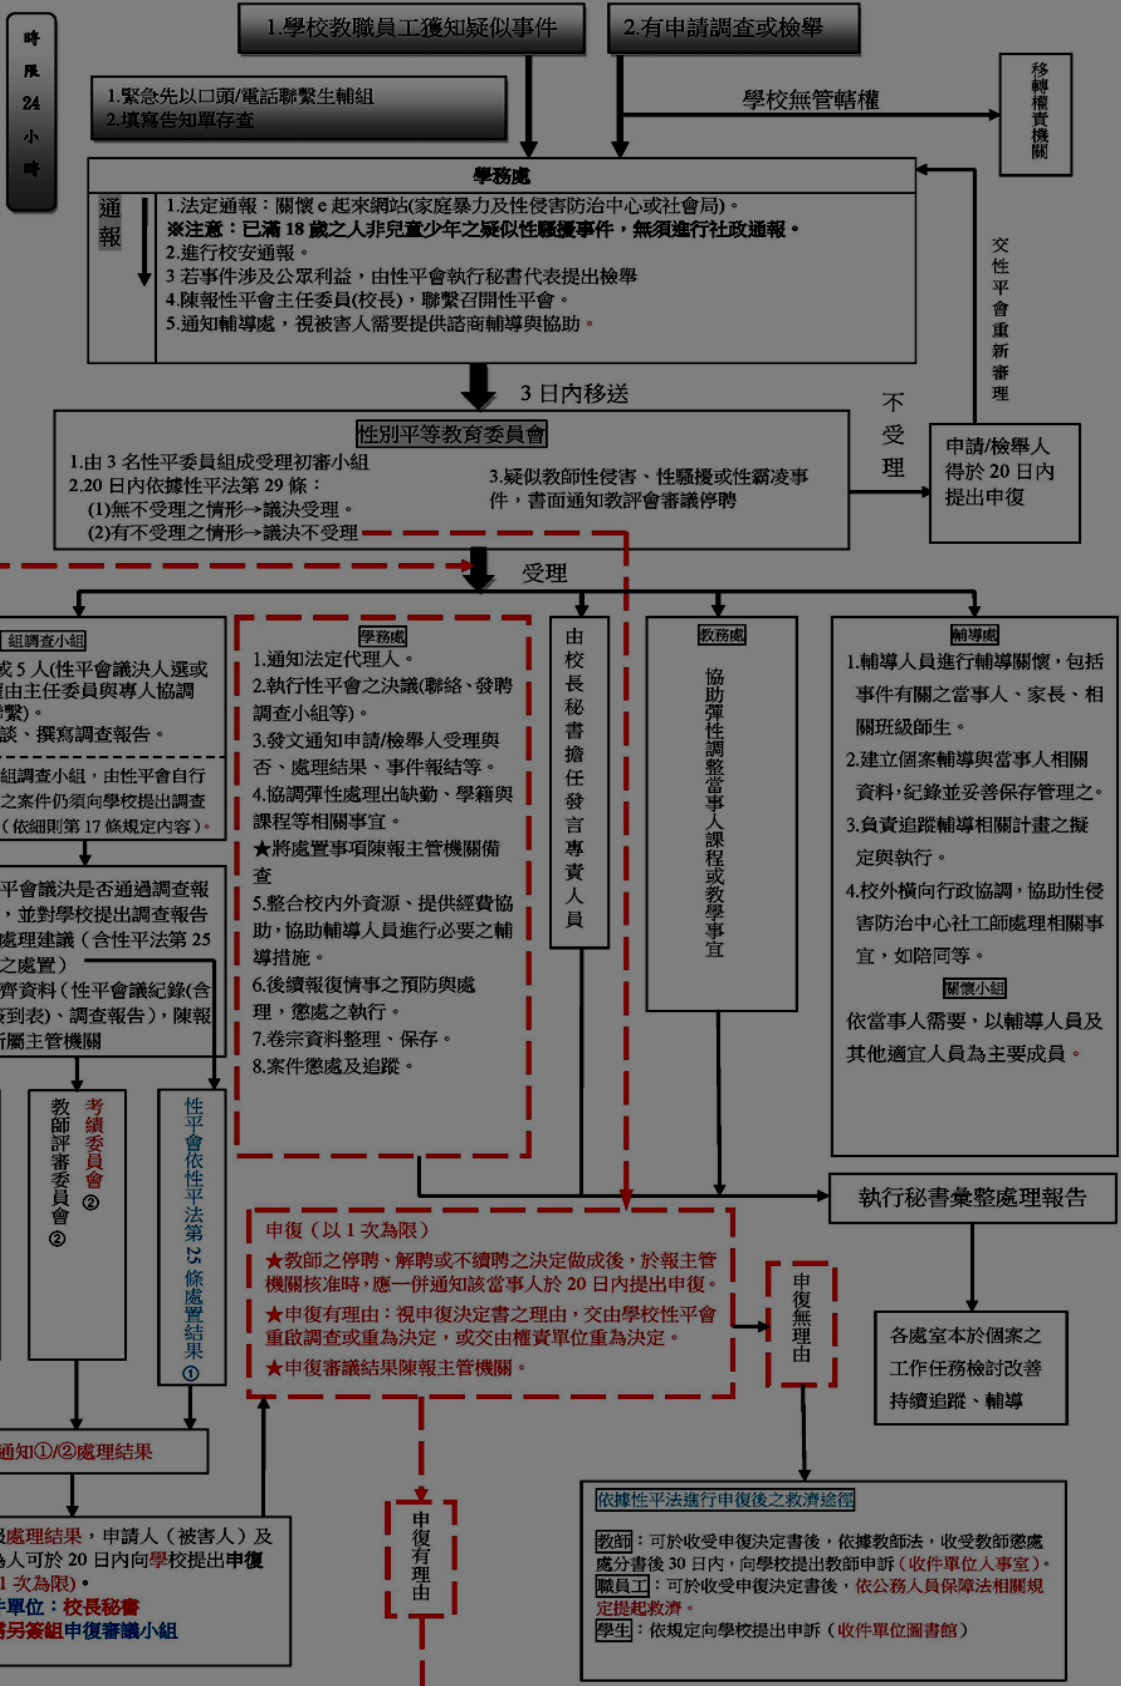 時
限
24
小
時
1.學校教職員工獲知疑似事件
2.有申請調查或檢舉
1.緊急先以口頭/電話聯繫生輔組
2.填寫告知單存查
學校無管轄權
移轉權責機關
學務處
通報
1.法定通報：關懷 e 起來網站(家庭暴力及性侵害防治中心或社會局)。
※注意：已滿 18 歲之人非兒童少年之疑似性騷擾事件，無須進行社政通報。
2.進行校安通報。
3 若事件涉及公眾利益，由性平會執行秘書代表提出檢舉
4.陳報性平會主任委員(校長)，聯繫召開性平會。
5.通知輔導處，視被害人需要提供諮商輔導與協助。
交性平會重新審理
3 日內移送
性別平等教育委員會
1.由 3 名性平委員組成受理初審小組
2.20 日內依據性平法第 29 條：
(1)無不受理之情形→議決受理。
(2)有不受理之情形→議決不受理
3.疑似教師性侵害、性騷擾或性霸凌事
件，書面通知教評會審議停聘
不受理
申請/檢舉人
得於 20 日內
提出申復
受理
組調查小組
或 5 人(性平會議決人選或
由主任委員與專人協調
繫)。
談、撰寫調查報告。
組調查小組，由性平會自行
之案件仍須向學校提出調查
（依細則第 17 條規定內容）。
平會議決是否通過調查報
，並對學校提出調查報告
處理建議（含性平法第 25
之處置）
齊資料（性平會議紀錄(含
簽到表)、調查報告），陳報
所屬主管機關
學務處
1.通知法定代理人。
2.執行性平會之決議(聯絡、發聘
調查小組等)。
3.發文通知申請/檢舉人受理與
否、處理結果、事件報結等。
4.協調彈性處理出缺勤、學籍與
課程等相關事宜。
★將處置事項陳報主管機關備
查
5.整合校內外資源、提供經費協
助，協助輔導人員進行必要之輔
導措施。
6.後續報復情事之預防與處
理，懲處之執行。
7.卷宗資料整理、保存。
8.案件懲處及追蹤。
由校長秘書擔任發言專責人員
教務處
協助彈性調整當事人課程或教學事宜
輔導處
1.輔導人員進行輔導關懷，包括
事件有關之當事人、家長、相
關班級師生。
2.建立個案輔導與當事人相關
資料，紀錄並妥善保存管理之。
3.負責追蹤輔導相關計畫之擬
定與執行。
4.校外橫向行政協調，協助性侵
害防治中心社工師處理相關事
宜，如陪同等。
關懷小組
依當事人需要，以輔導人員及
其他適宜人員為主要成員。
考績委員會②
教師評審委員會②
性平會依性平法第 25 條處置結果①
執行秘書彙整處理報告
申復（以 1 次為限）
★教師之停聘、解聘或不續聘之決定做成後，於報主管
機關核准時，應一併通知該當事人於 20 日內提出申復。
★申復有理由：視申復決定書之理由，交由學校性平會
重啟調查或重為決定，或交由權責單位重為決定。
★申復審議結果陳報主管機關。
申復無理由
各處室本於個案之
工作任務檢討改善
持續追蹤、輔導
通知①/②處理結果
處理結果，申請人（被害人）及
為人可於 20 日內向學校提出申復
1 次為限)。
件單位：校長秘書
需另簽組申復審議小組
申復有理由
依據性平法進行申復後之救濟途徑
教師：可於收受申復決定書後，依據教師法，收受教師懲處
處分書後 30 日內，向學校提出教師申訴（收件單位人事室）。
職員工：可於收受申復決定書後，依公務人員保障法相關規
定提起救濟。
學生：依規定向學校提出申訴（收件單位圖書館）